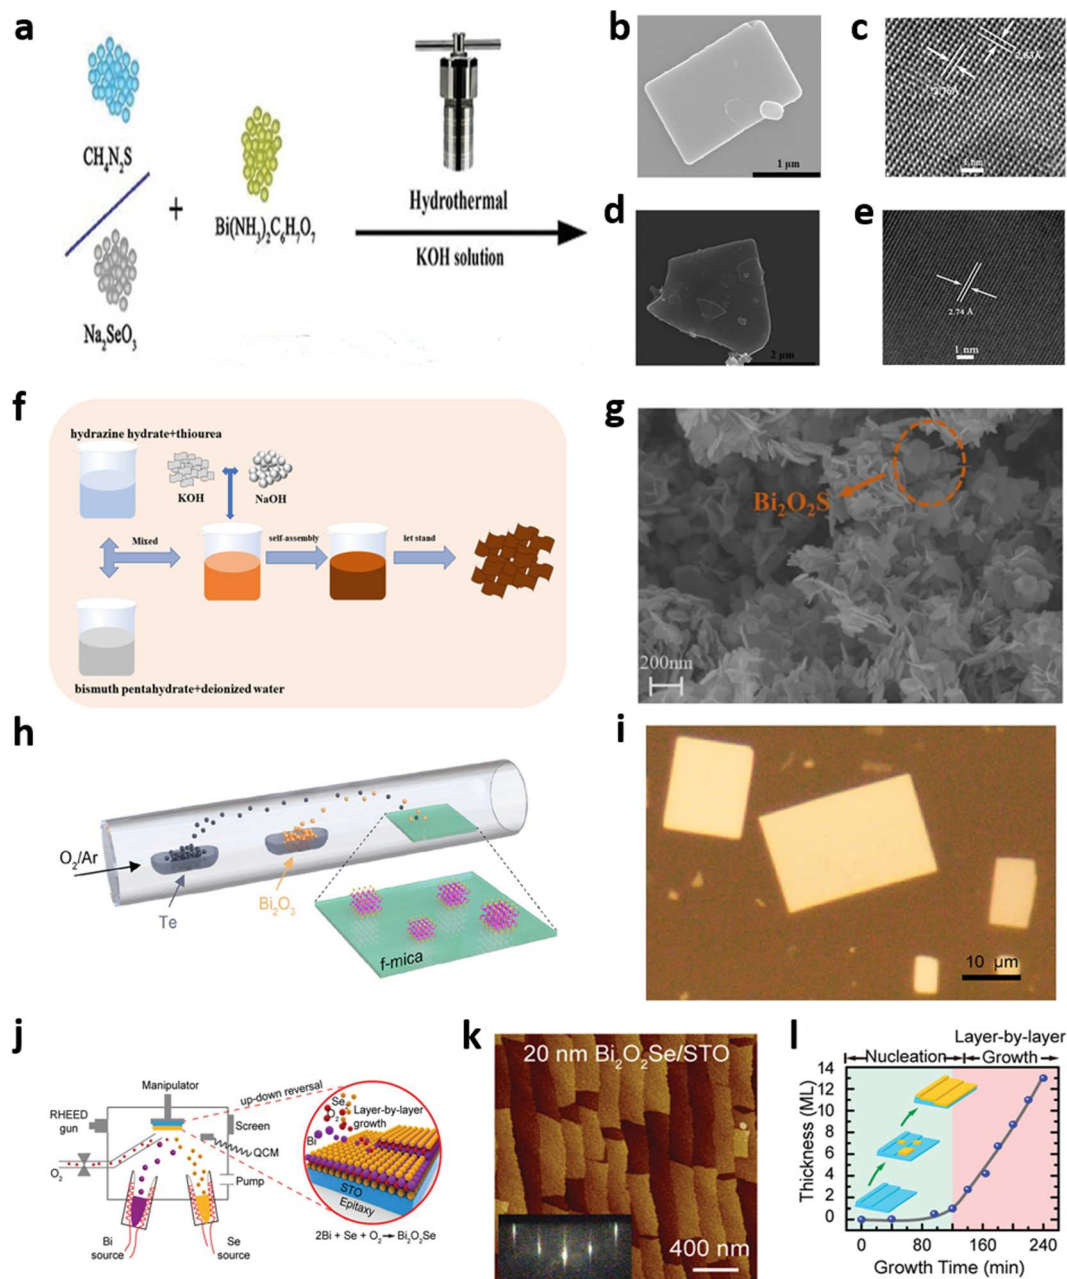 a
CH₄N₂S
+
Bi(NH₃)₂C₆H₇O₇
Na₂SeO₃
Hydrothermal
KOH solution
b
1 μm
c
d
2 μm
e
2.74 Å
1 nm
f
hydrazine hydrate+thiourea
KOH
NaOH
Mixed
self-assembly
let stand
bismuth pentahydrate+deionized water
g
Bi₂O₂S
200nm
h
O₂/Ar
Te
Bi₂O₃
f-mica
i
10 μm
j
Manipulator
up-down reversal
RHEED
gun
Screen
QCM
O₂
Pump
Bi
source
Se
source
Se
O₂
Layer-by-layer
growth
Bi
STO
Epitaxy
2Bi + Se + O₂ → Bi₂O₂Se
k
20 nm Bi₂O₂Se/STO
400 nm
l
Layer-by-layer
Nucleation
Growth
Thickness (ML)
14
12
10
8
6
4
2
0
0
80
160
240
Growth Time (min)